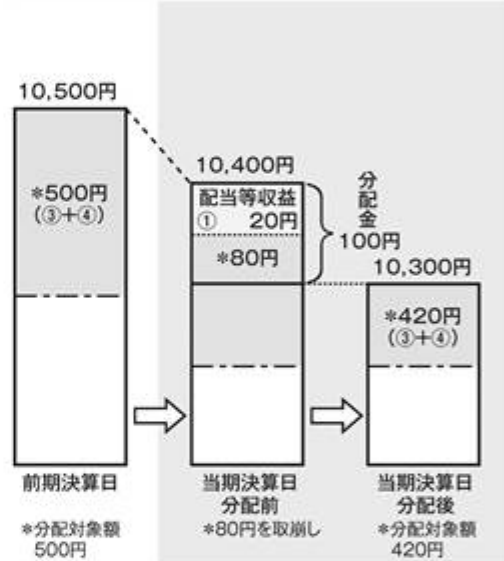 10,500円
*500円
(③+④)
前期決算日
*分配対象額
500円
10,400円
配当等収益
① 20円
*80円
分配金
100円
当期決算日
分配前
*80円を取崩し
10,300円
*420円
(③+④)
当期決算日
分配後
*分配対象額
420円